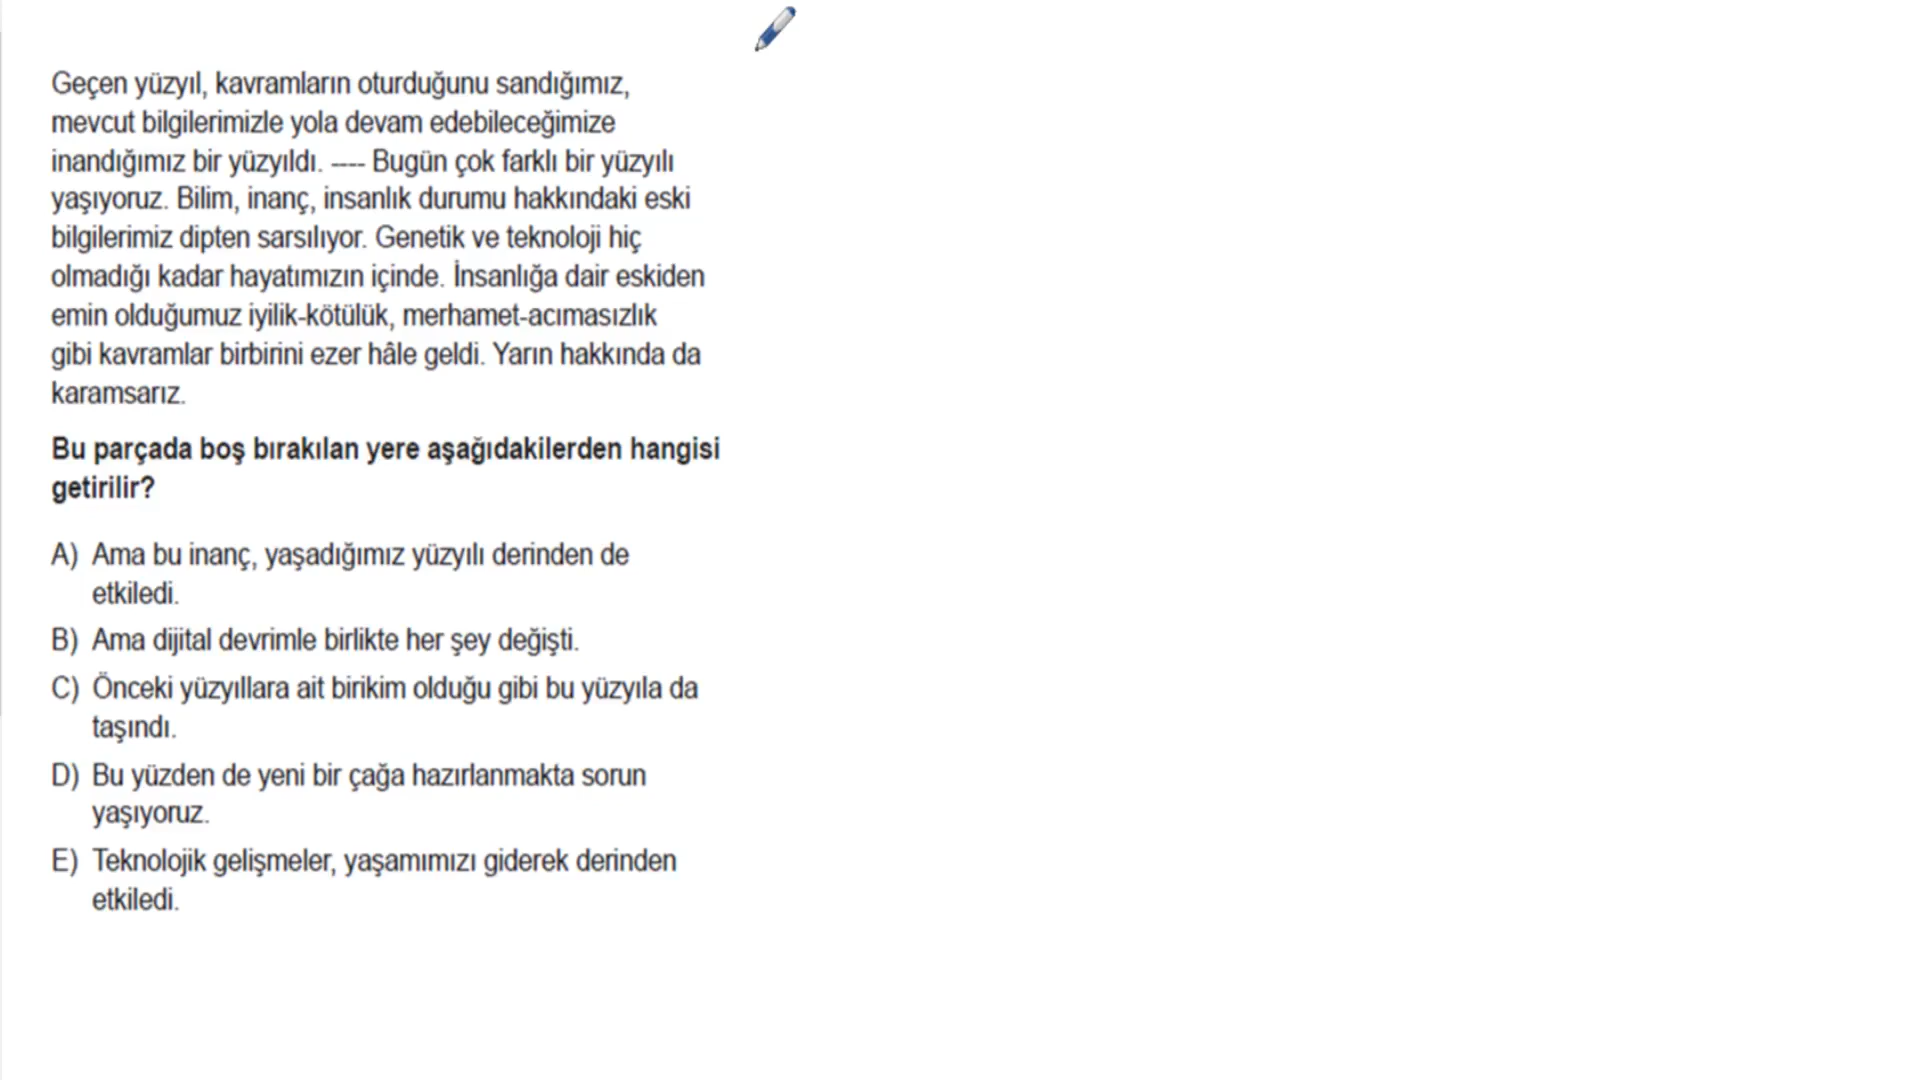 Geçen yüzyıl, kavramların oturduğunu sandığımız,
mevcut bilgilerimizle yola devam edebileceğimize
inandığımız bir yüzyıldı. ---- Bugün çok farklı bir yüzyılı
yaşıyoruz. Bilim, inanç, insanlık durumu hakkındaki eski
bilgilerimiz dipten sarsılıyor. Genetik ve teknoloji hiç
olmadığı kadar hayatımızın içinde. İnsanlığa dair eskiden
emin olduğumuz iyilik-kötülük, merhamet-acımasızlık
gibi kavramlar birbirini ezer hâle geldi. Yarın hakkında da
karamsarız.
Bu parçada boş bırakılan yere aşağıdakilerden hangisi
getirilir?
A) Ama bu inanç, yaşadığımız yüzyılı derinden de
etkiledi.
B) Ama dijital devrimle birlikte her şey değişti.
C) Önceki yüzyıllara ait birikim olduğu gibi bu yüzyıla da
taşındı.
D) Bu yüzden de yeni bir çağa hazırlanmakta sorun
yaşıyoruz.
E) Teknolojik gelişmeler, yaşamımızı giderek derinden
etkiledi.